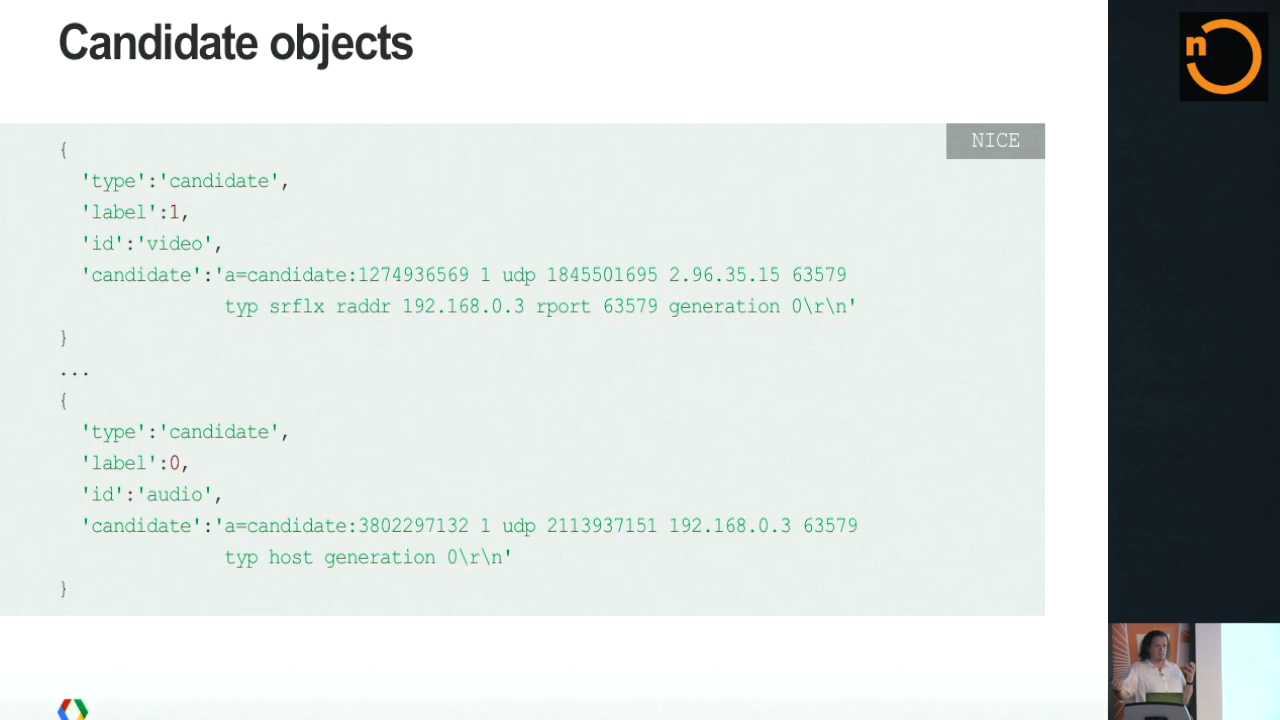 Candidate objects
n
NICE
{
'type':'candidate',
'label':1,
'id':'video',
'candidate':'a=candidate:1274936569 1 udp 1845501695 2.96.35.15 63579
typ srflx raddr 192.168.0.3 rport 63579 generation 0\r\n'
}
...
{
'type':'candidate',
'label':0,
'id':'audio',
'candidate':'a=candidate:3802297132 1 udp 2113937151 192.168.0.3 63579
typ host generation 0\r\n'
}